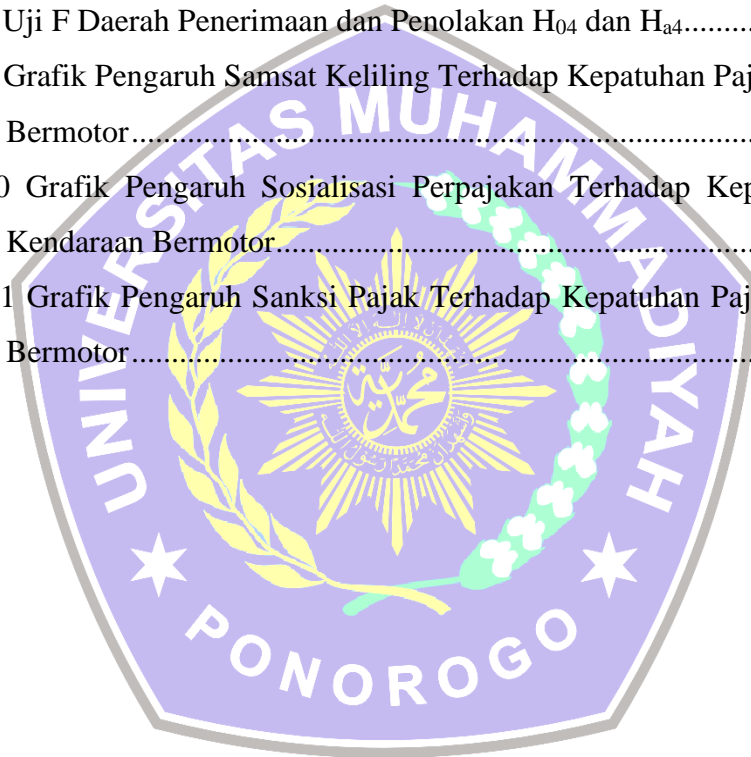 Uji F Daerah Penerimaan dan Penolakan H04 dan Ha4..........
Grafik Pengaruh Samsat Keliling Terhadap Kepatuhan Paj
Bermotor..........................................................................................
0 Grafik Pengaruh Sosialisasi Perpajakan Terhadap Kep
Kendaraan Bermotor....................................................................
1 Grafik Pengaruh Sanksi Pajak Terhadap Kepatuhan Paj
Bermotor..........................................................................................
UNIVERSITAS MUHAMMADIYAH
محمدية
PONOROGO